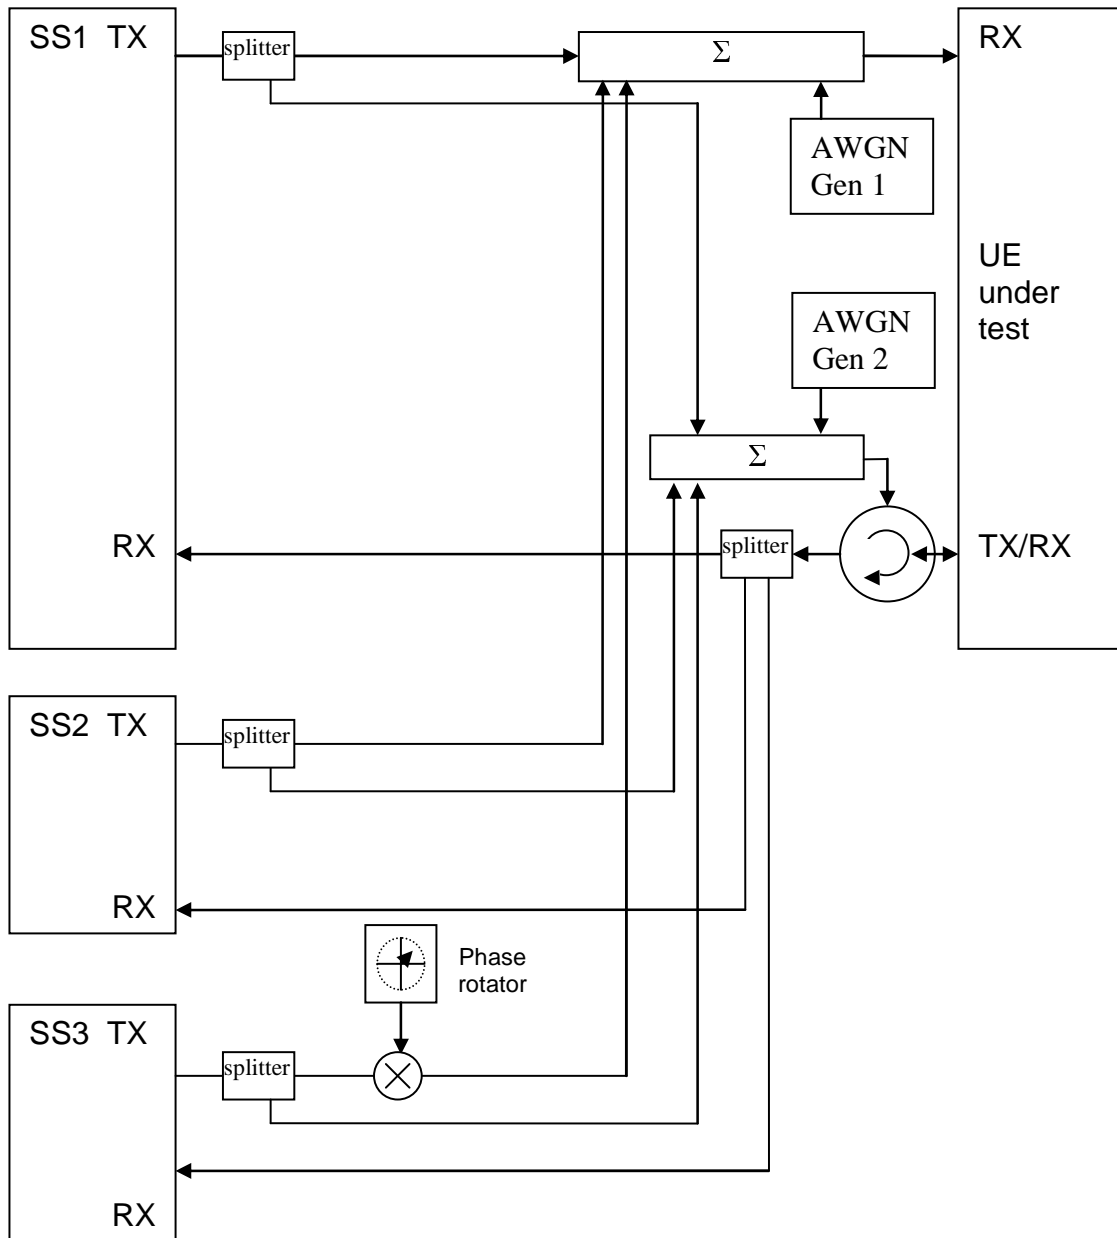 SS1 TX
splitter
Σ
RX
AWGN
Gen 1
UE
under
test
AWGN
Gen 2
Σ
RX
splitter
TX/RX
SS2 TX
splitter
RX
Phase
rotator
SS3 TX
splitter
RX